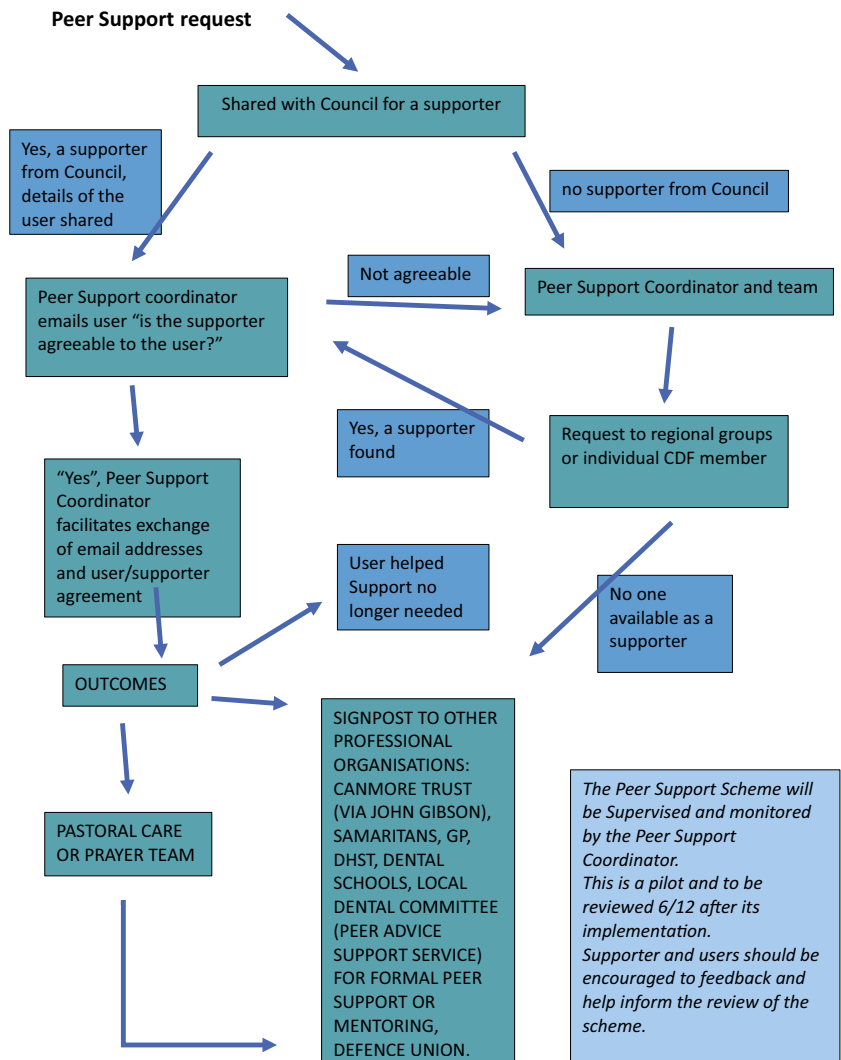 Peer Support request
Shared with Council for a supporter
Yes, a supporter
from Council,
details of the
user shared
no supporter from Council
Not agreeable
Peer Support coordinator
emails user “is the supporter
agreeable to the user?”
Peer Support Coordinator and team
Yes, a supporter
found
Request to regional groups
or individual CDF member
“Yes”, Peer Support
Coordinator
facilitates exchange
of email addresses
and user/supporter
agreement
User helped
Support no
longer needed
No one
available as a
supporter
OUTCOMES
SIGNPOST TO OTHER
PROFESSIONAL
ORGANISATIONS:
CANMORE TRUST
(VIA JOHN GIBSON),
SAMARITANS, GP,
DHST, DENTAL
SCHOOLS, LOCAL
DENTAL COMMITTEE
(PEER ADVICE
SUPPORT SERVICE)
FOR FORMAL PEER
SUPPORT OR
MENTORING,
DEFENCE UNION.
PASTORAL CARE
OR PRAYER TEAM
The Peer Support Scheme will
be Supervised and monitored
by the Peer Support
Coordinator.
This is a pilot and to be
reviewed 6/12 after its
implementation.
Supporter and users should be
encouraged to feedback and
help inform the review of the
scheme.